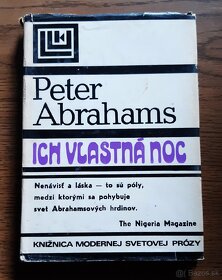 Peter
Abrahams
ICH VLASTNÁ NOC
Nenávisť a láska — to sú póly,
medzi ktorými sa pohybuje
svet Abrahamsových hrdinov.
The Nigeria Magazine
KNIŽNICA MODERNEJ SVETOVEJ PRÓZY